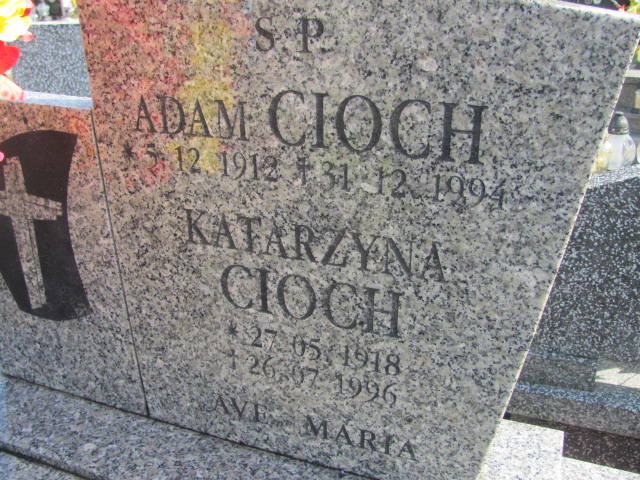 S. P.
ADAM CIOCH
* 5. 12. 1912 † 31. 12. 1994
KATARZYNA
CIOCH
* 27. 05. 1918
† 26. 07. 1996
AVE MARIA